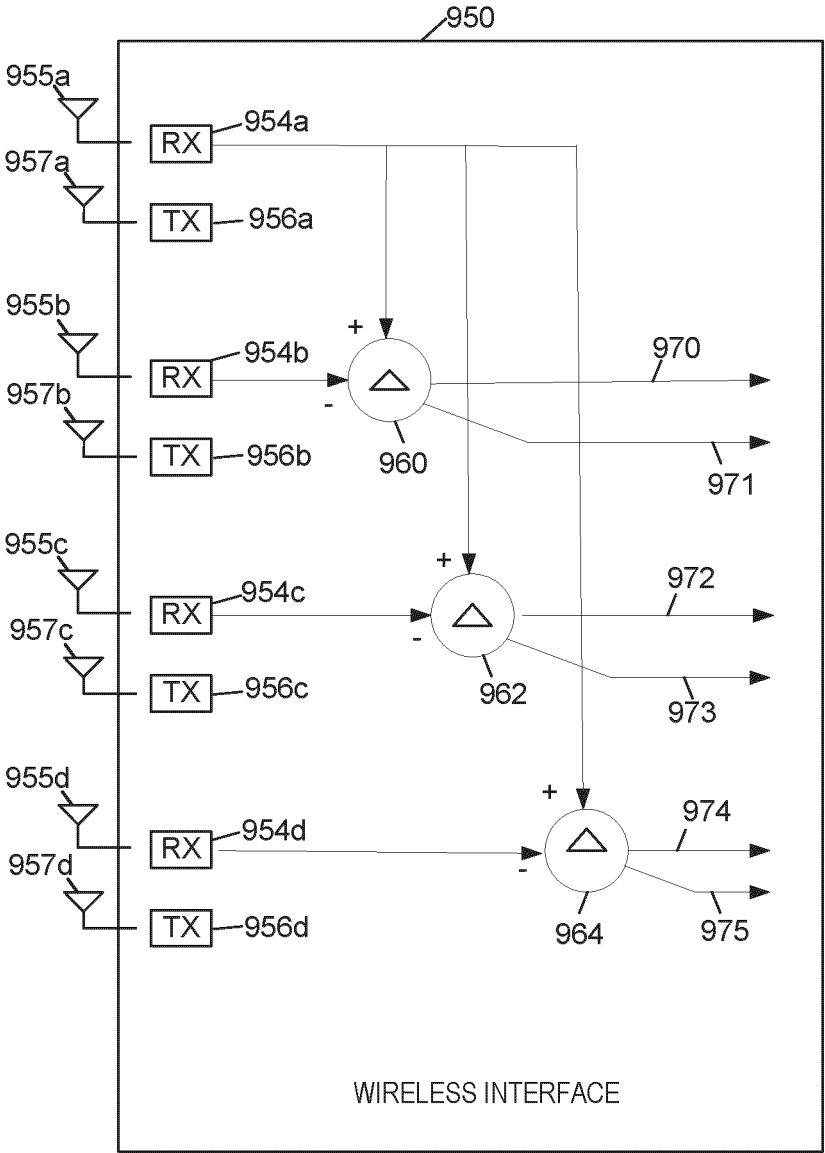 950
955a
RX
954a
957a
TX
956a
955b
RX
954b
+
-
970
957b
TX
956b
960
971
955c
RX
954c
+
-
972
957c
TX
956c
962
973
955d
RX
954d
+
-
974
957d
TX
956d
964
975
WIRELESS INTERFACE